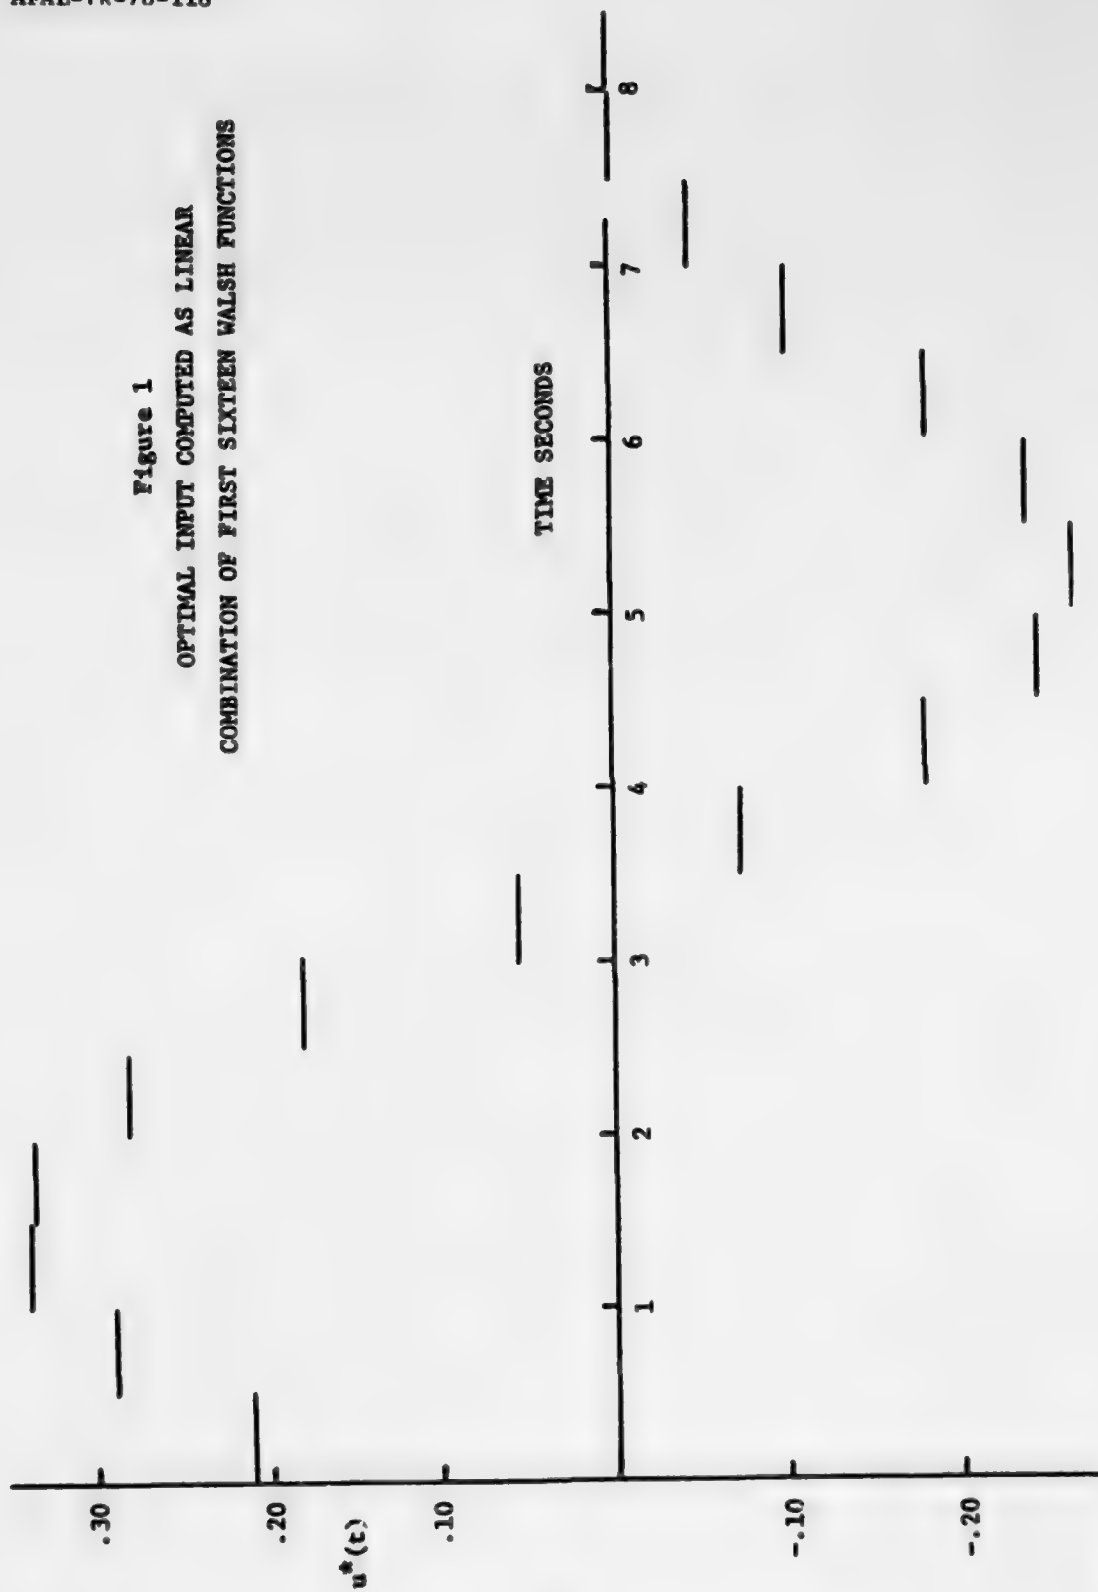 Figure 1
OPTIMAL INPUT COMPUTED AS LINEAR
COMBINATION OF FIRST SIXTEEN WALSH FUNCTIONS
.30
.20
u*(t)
.10
-.10
-.20
TIME SECONDS
1
2
3
4
5
6
7
8